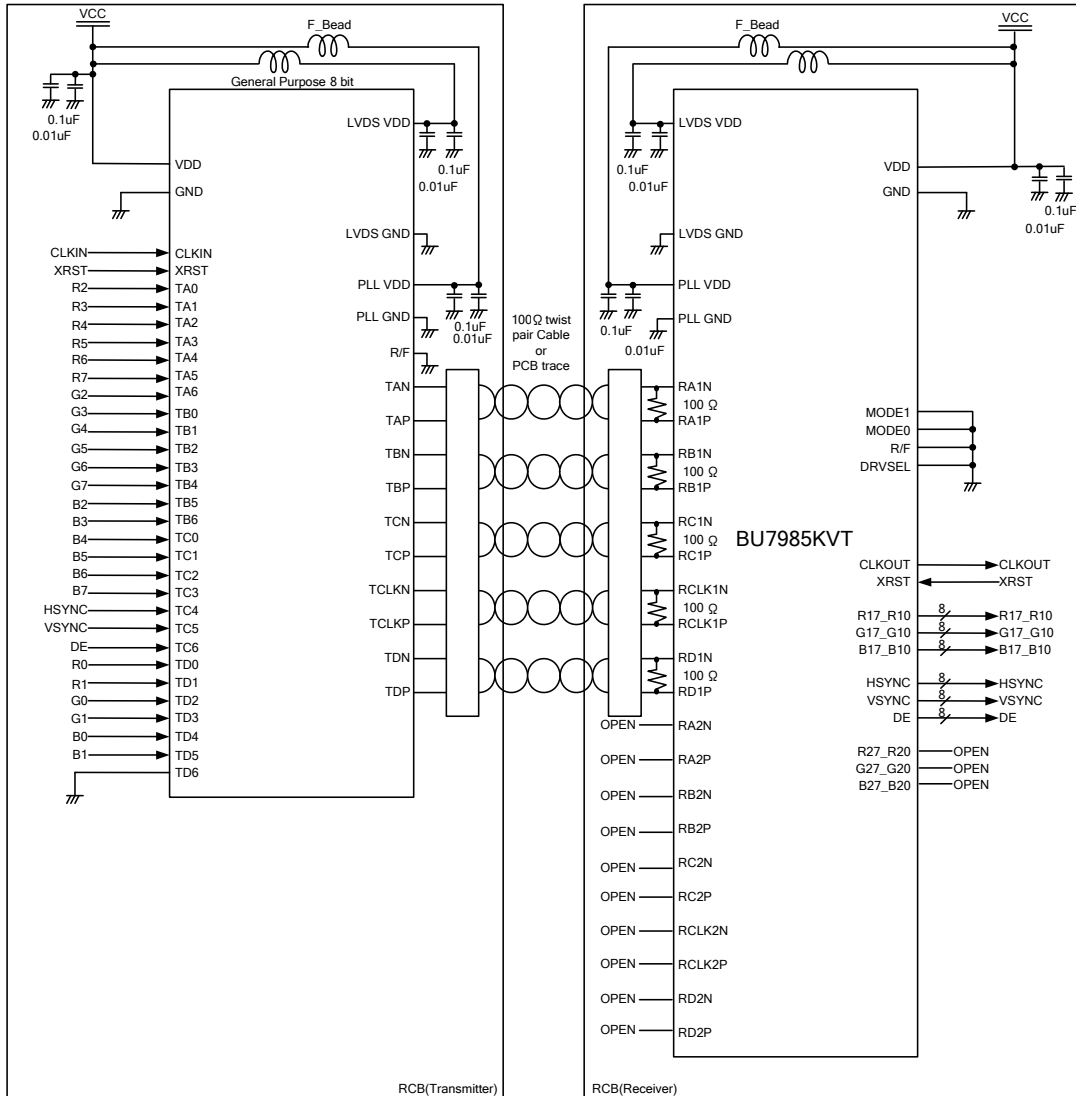 VCC
F_Bead
General Purpose 8 bit
0.1uF
0.01uF
LVDS VDD
0.1uF
0.01uF
VDD
GND
LVDS GND
CLKIN CLKIN
XRST XRST
R2 TA0
R3 TA1
R4 TA2
R5 TA3
R6 TA4
R7 TA5
G2 TA6
G3 TB0
G4 TB1
G5 TB2
G6 TB3
G7 TB4
B2 TB5
B3 TB6
B4 TC0
B5 TC1
B6 TC2
B7 TC3
HSYNC TC4
VSYNC TC5
DE TC6
R0 TD0
R1 TD1
G0 TD2
G1 TD3
B0 TD4
B1 TD5
TD6
PLL VDD
PLL GND
0.1uF
0.01uF
R/F
TAN
TAP
TBN
TBP
TCN
TCP
TCLKN
TCLKP
TDN
TDP
RCB(Transmitter)
100Ω twist
pair Cable
or
PCB trace
F_Bead
VCC
LVDS VDD
0.1uF
0.01uF
LVDS GND
PLL VDD
PLL GND
0.1uF
0.01uF
RA1N
100 Ω
RA1P
RB1N
100 Ω
RB1P
RC1N
100 Ω
RC1P
RCLK1N
100 Ω
RCLK1P
RD1N
100 Ω
RD1P
OPEN RA2N
OPEN RA2P
OPEN RB2N
OPEN RB2P
OPEN RC2N
OPEN RC2P
OPEN RCLK2N
OPEN RCLK2P
OPEN RD2N
OPEN RD2P
BU7985KVT
VDD
GND
0.1uF
0.01uF
MODE1
MODE0
R/F
DRVSEL
CLKOUT CLKOUT
XRST XRST
R17_R10 8 R17_R10
G17_G10 8 G17_G10
B17_B10 8 B17_B10
HSYNC 8 HSYNC
VSYNC 8 VSYNC
DE 8 DE
R27_R20 OPEN
G27_G20 OPEN
B27_B20 OPEN
RCB(Receiver)